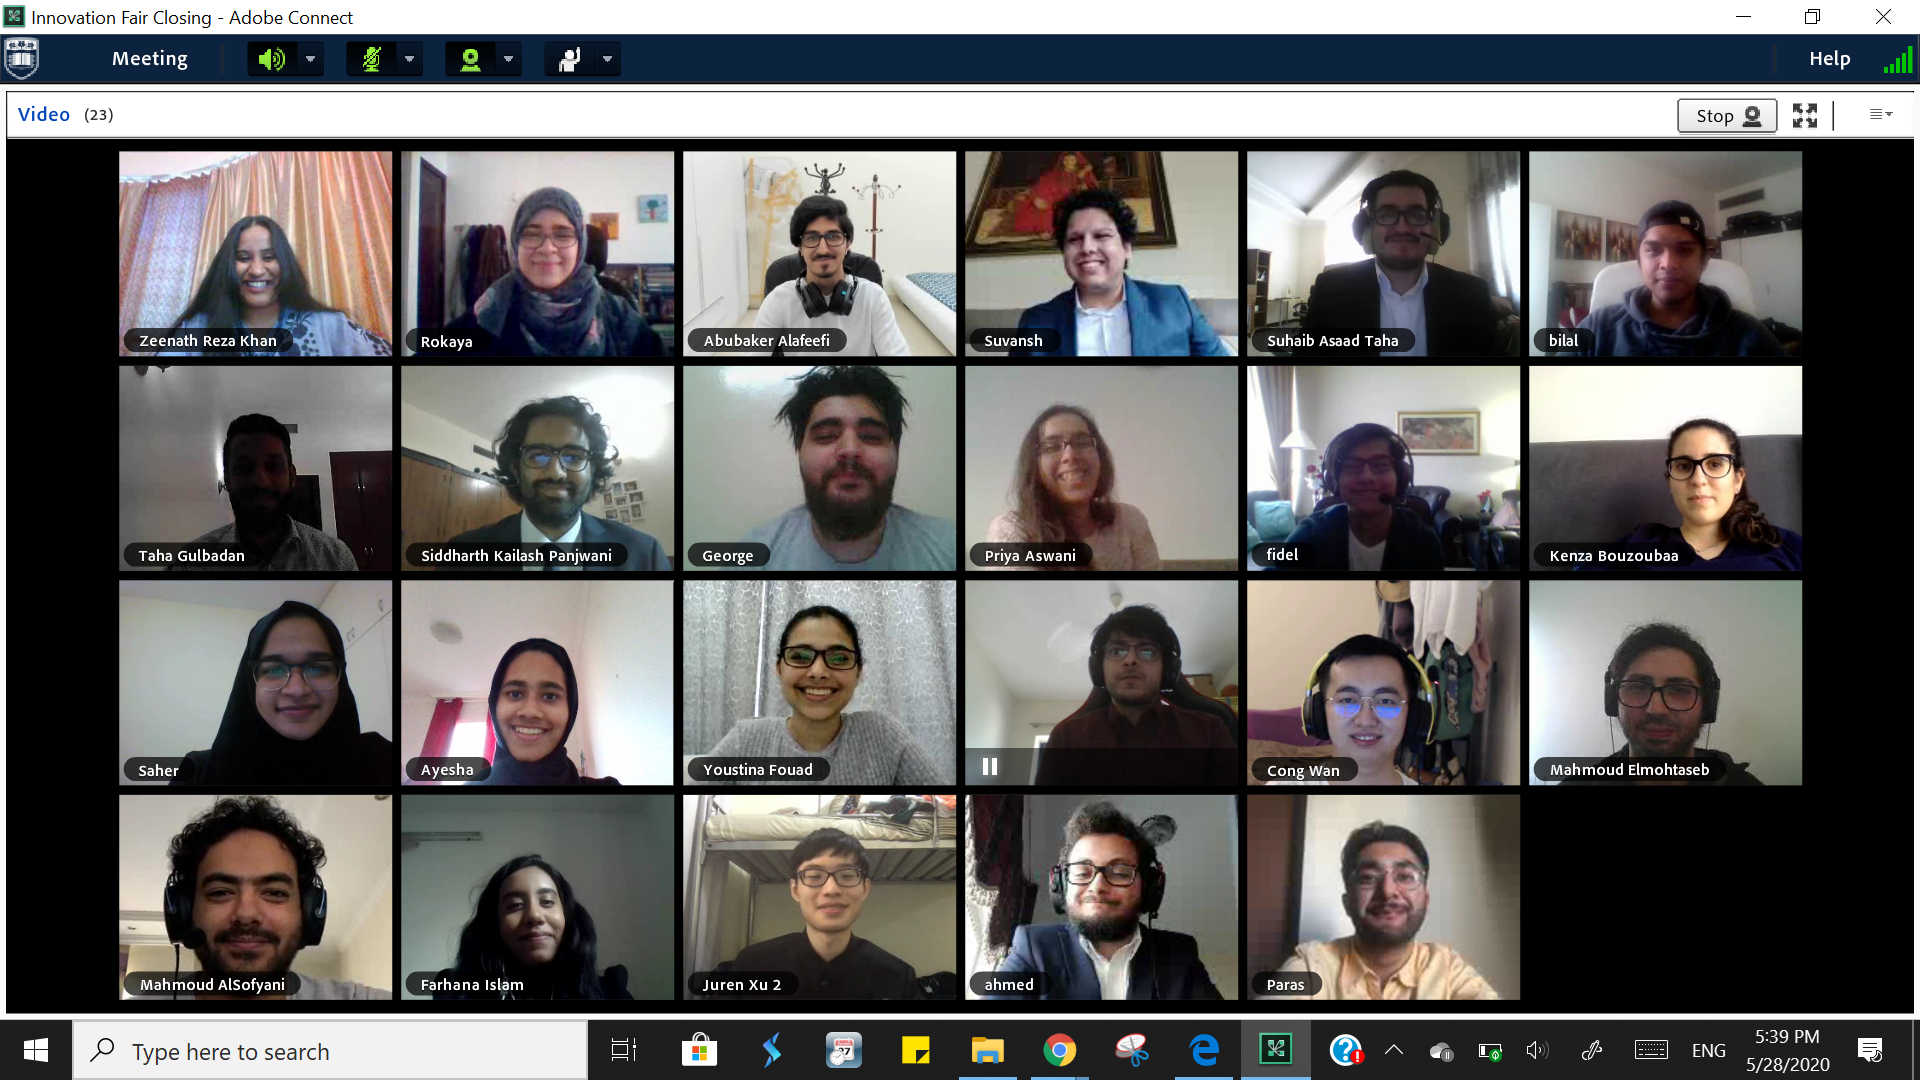 Innovation Fair Closing - Adobe Connect
Meeting
Help
Video (23)
Stop
Zeenath Reza Khan
Rokaya
Abubaker Alafeefi
Suvansh
Suhaib Asaad Taha
bilal
Taha Gulbadan
Siddharth Kailash Panjwani
George
Priya Aswani
fidel
Kenza Bouzoubaa
Saher
Ayesha
Youstina Fouad
Cong Wan
Mahmoud Elmohtaseb
Mahmoud AlSofyani
Farhana Islam
Juren Xu 2
ahmed
Paras
Type here to search
ENG
5:39 PM
5/28/2020